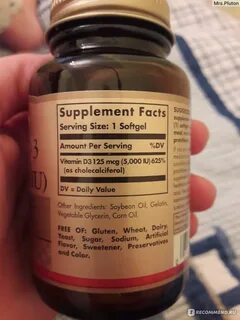 Mrs.Pluton
3
IU)
Supplement Facts
Serving Size: 1 Softgel
Amount Per Serving %DV
Vitamin D3 125 mcg (5,000 IU) 625%
(as cholecalciferol)
DV = Daily Value
Other Ingredients: Soybean Oil, Gelatin,
Vegetable Glycerin, Corn Oil.
FREE OF: Gluten, Wheat, Dairy,
Yeast, Sugar, Sodium, Artificial
Flavor, Sweetener, Preservatives
and Color.
IRECOMMEND.RU